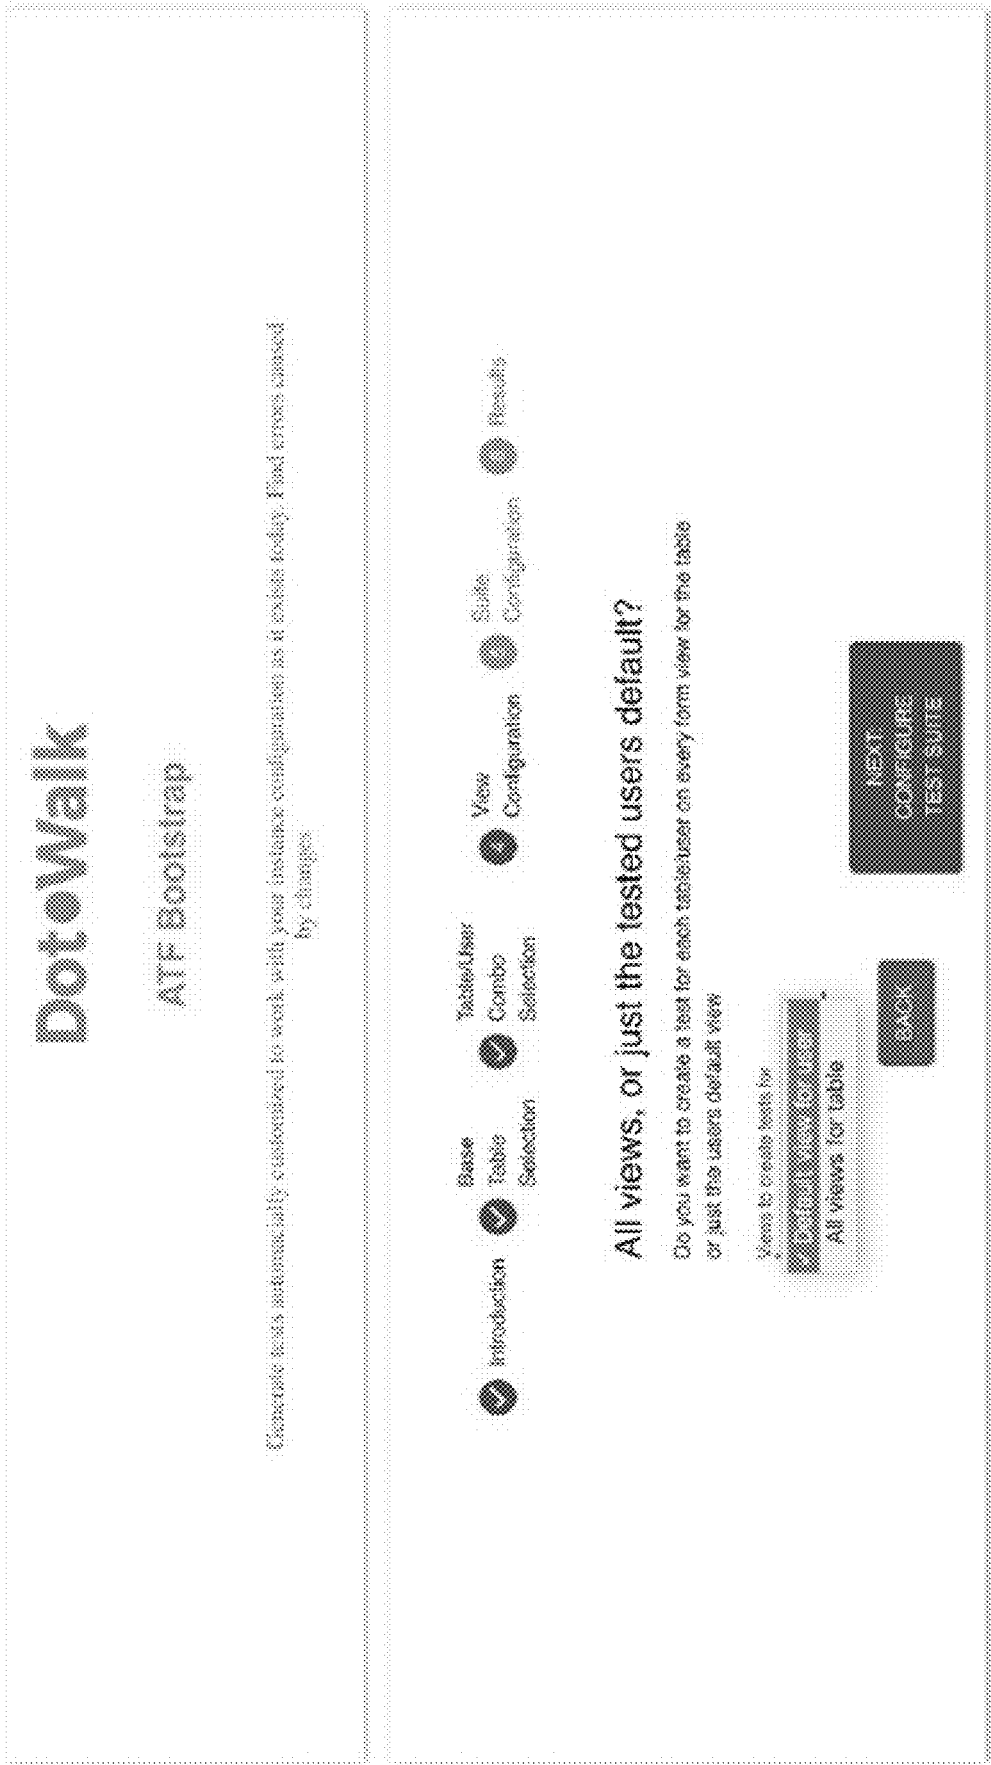 Dot Walk
ATF Bootstrap
Generate tests automatically customized to work with your instance configuration as it exists today. Find errors caused
by changes
Introduction
Base
Table
Selection
Table/User
Combo
Selection
View
Configuration
Suite
Configuration
Results
All views, or just the tested users default?
Do you want to create a test for each table/user on every form view for the table
or just the users default view
Views to create tests for
All views for table
BACK
NEXT
CONFIGURE
TEST SUITE